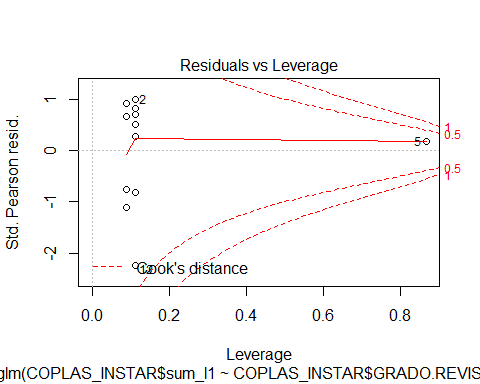 Residuals vs Leverage
Std. Pearson resid.
1
0
-1
-2
2
5
1
0.5
0.5
1
Cook's distance
0.0 0.2 0.4 0.6 0.8
Leverage
glm(COPLAS_INSTAR$sum_I1 ~ COPLAS_INSTAR$GRADO.REVIS